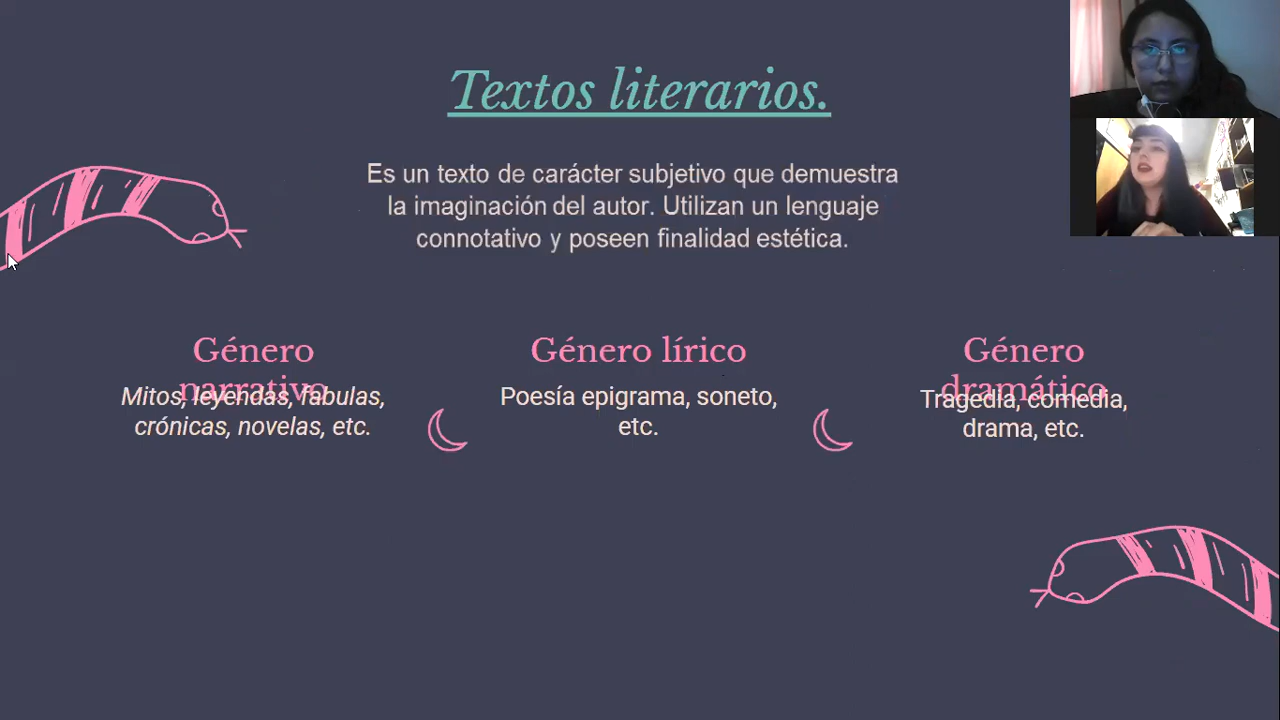 Textos literarios.
Es un texto de carácter subjetivo que demuestra
la imaginación del autor. Utilizan un lenguaje
connotativo y poseen finalidad estética.
Género
narrativo
Mitos, leyendas, fábulas,
crónicas, novelas, etc.
Género lírico
Poesía epigrama, soneto,
etc.
Género
dramático
Tragedia, comedia,
drama, etc.